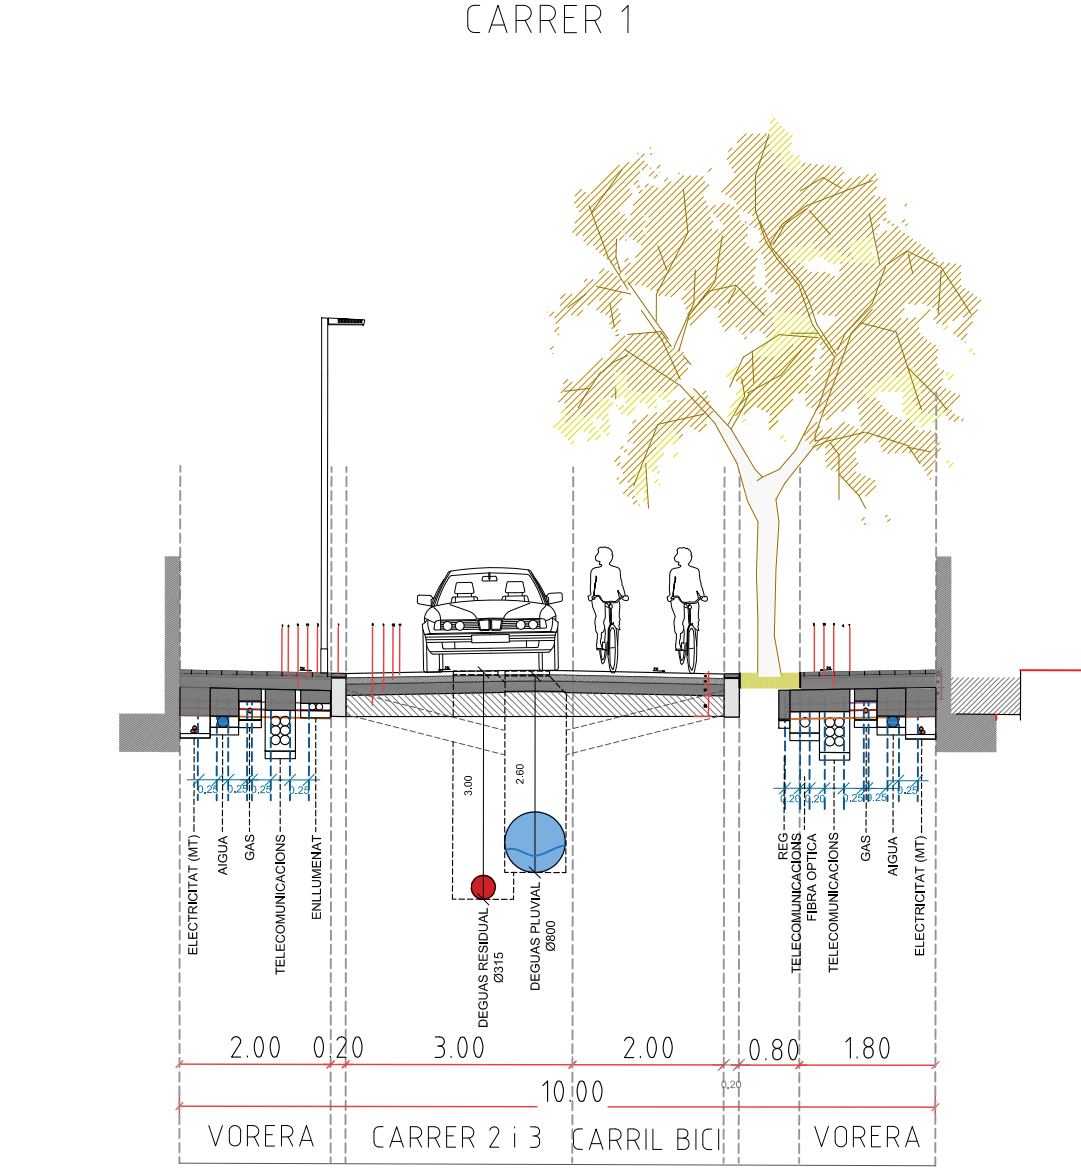 CARRER 1
3.00
2.60
0.25
0.25
0.25
0.25
0.20
0.20
0.25
0.25
0.25
ELECTRICITAT (MT)
AIGUA
GAS
TELECOMUNICACIONS
ENLLUMENAT
DEGUAS RESIDUAL
Ø315
DEGUAS PLUVIAL
Ø800
REG
TELECOMUNICACIONS
FIBRA OPTICA
TELECOMUNICACIONS
GAS
AIGUA
ELECTRICITAT (MT)
2.00 0.20 3.00 2.00 0.80 1.80
0.20
10.00
VORERA CARRER 2 i 3 CARRIL BICI VORERA